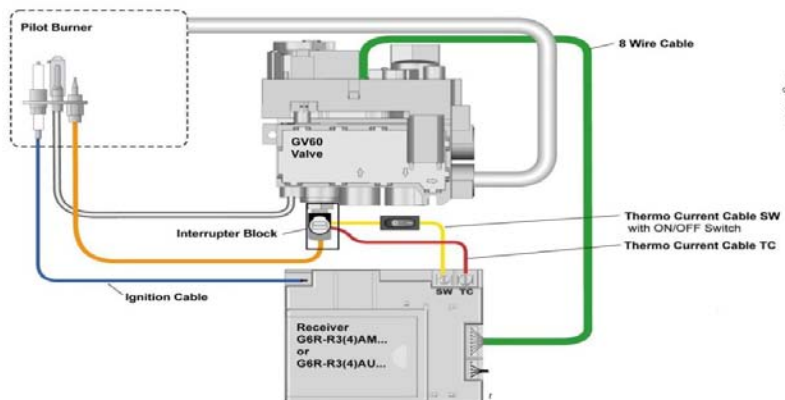 Pilot Burner
8 Wire Cable
GV60
Valve
Interrupter Block
Thermo Current Cable SW
with ON/OFF Switch
Thermo Current Cable TC
Ignition Cable
SW TC
Receiver
G6R-R3(4)AM...
or
G6R-R3(4)AU...
r